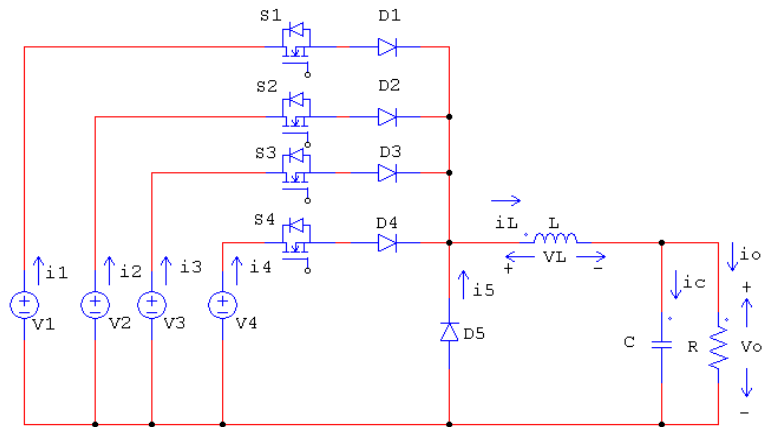 S1 D1
S2 D2
S3 D3
S4 D4
iL L
+ VL -
i1 i2 i3 i4
V1 V2 V3 V4
i5
D5
ic
io
C
R
+
Vo
-